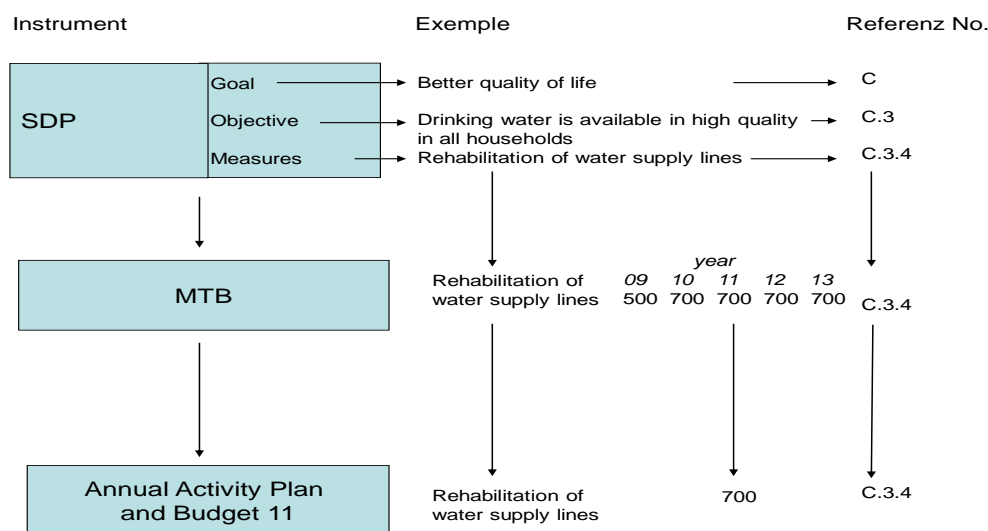 Instrument Exemple Referenz No.
Goal Better quality of life C
SDP
Objective Drinking water is available in high quality C.3
in all households
Measures Rehabilitation of water supply lines C.3.4
year
Rehabilitation of 09 10 11 12 13
MTB
water supply lines 500 700 700 700 700 C.3.4
Annual Activity Plan
and Budget 11
Rehabilitation of 700 C.3.4
water supply lines